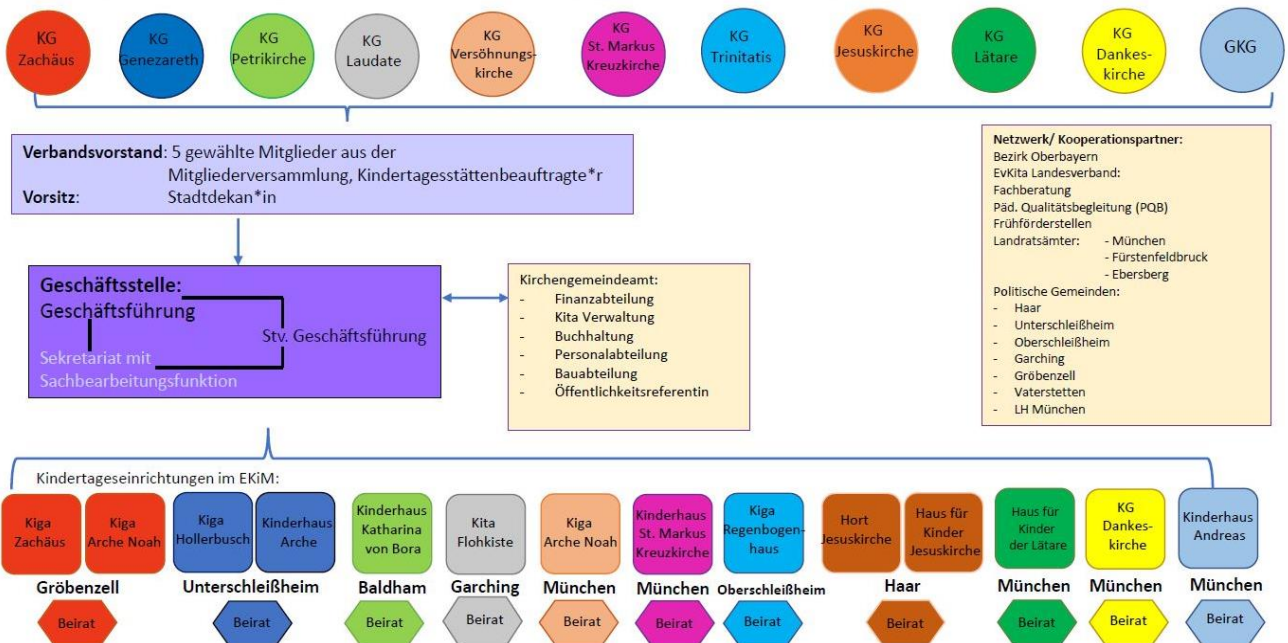 KG
Zachäus
KG
Genezareth
KG
Petrikirche
KG
Laudate
KG
Versöhnungs-
kirche
KG
St. Markus
Kreuzkirche
KG
Trinitatis
KG
Jesuskirche
KG
Lätare
KG
Dankes-
kirche
GKG
Verbandsvorstand: 5 gewählte Mitglieder aus der
Mitgliederversammlung, Kindertagesstättenbeauftragte*r
Vorsitz: Stadtdekan*in
Netzwerk/ Kooperationspartner:
Bezirk Oberbayern
EvKita Landesverband:
Fachberatung
Päd. Qualitätsbegleitung (PQB)
Frühförderstellen
Landratsämter: - München
- Fürstenfeldbruck
- Ebersberg
Politische Gemeinden:
- Haar
- Unterschleißheim
- Oberschleißheim
- Garching
- Gröbenzell
- Vaterstetten
- LH München
Geschäftsstelle:
Geschäftsführung
Stv. Geschäftsführung
Sekretariat mit
Sachbearbeitungsfunktion
Kirchengemeindeamt:
- Finanzabteilung
- Kita Verwaltung
- Buchhaltung
- Personalabteilung
- Bauabteilung
- Öffentlichkeitsreferentin
Kindertageseinrichtungen im EKiM:
Kiga
Zachäus
Kiga
Arche Noah
Kiga
Hollerbusch
Kinderhaus
Arche
Kinderhaus
Katharina
von Bora
Kita
Flohkiste
Kiga
Arche Noah
Kinderhaus
St. Markus
Kreuzkirche
Kiga
Regenbogen-
haus
Hort
Jesuskirche
Haus für
Kinder
Jesuskirche
Haus für
Kinder
der Lätare
KG
Dankes-
kirche
Kinderhaus
Andreas
Gröbenzell
Unterschleißheim
Baldham
Garching
München
München
Oberschleißheim
Haar
München
München
München
Beirat
Beirat
Beirat
Beirat
Beirat
Beirat
Beirat
Beirat
Beirat
Beirat
Beirat